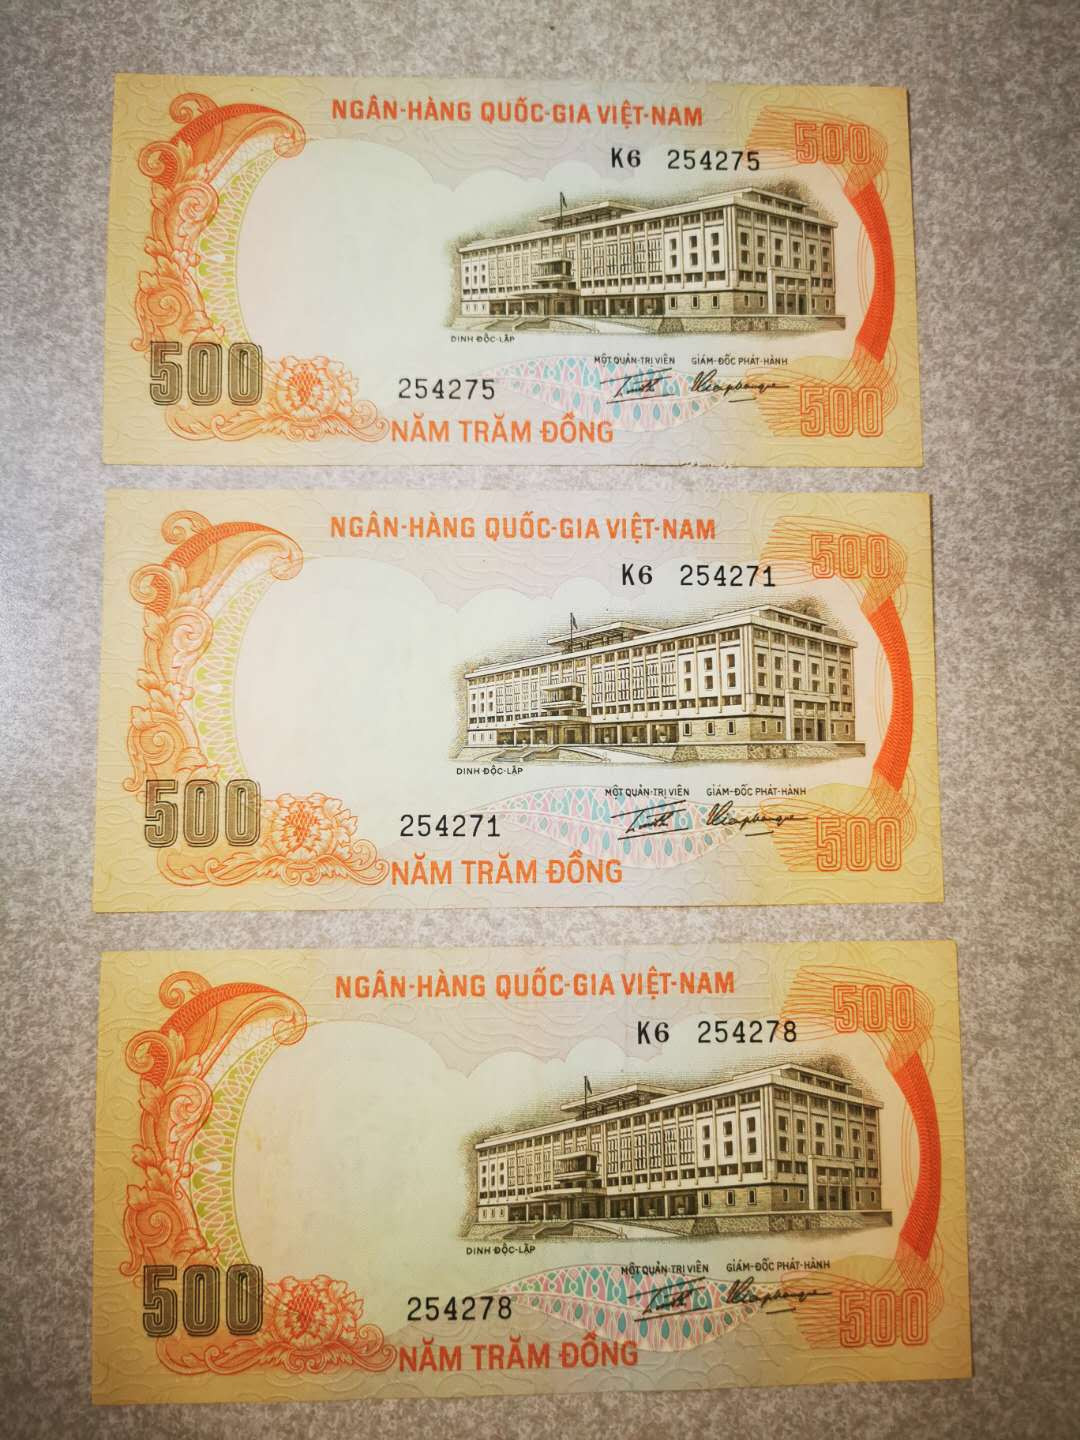 NGÂN-HÀNG QUỐC-GIA VIỆT-NAM
500
K6 254275
DINH ĐỘC-LẬP
MỘT QUẢN-TRỊ VIÊN GIÁM-ĐỐC PHÁT-HÀNH
500
254275
500
NĂM TRĂM ĐỒNG
NGÂN-HÀNG QUỐC-GIA VIỆT-NAM
500
K6 254271
DINH ĐỘC-LẬP
MỘT QUẢN-TRỊ VIÊN GIÁM-ĐỐC PHÁT-HÀNH
500
254271
500
NĂM TRĂM ĐỒNG
NGÂN-HÀNG QUỐC-GIA VIỆT-NAM
500
K6 254278
DINH ĐỘC-LẬP
MỘT QUẢN-TRỊ VIÊN GIÁM-ĐỐC PHÁT-HÀNH
500
254278
500
NĂM TRĂM ĐỒNG